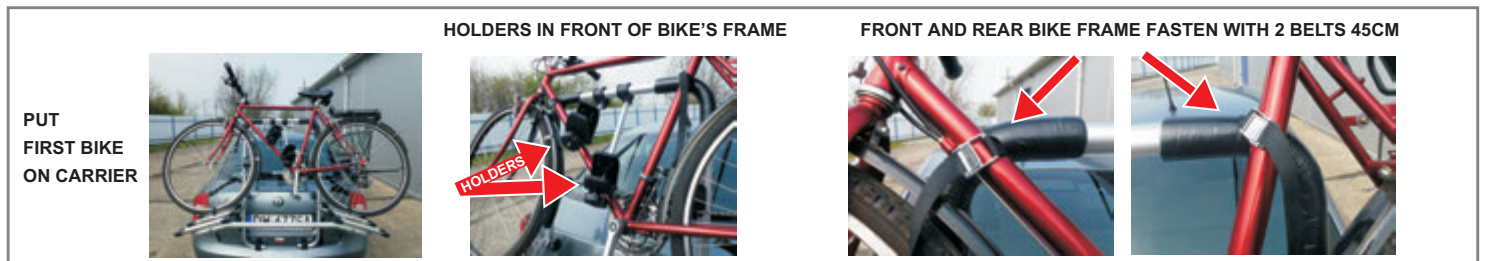 HOLDERS IN FRONT OF BIKE'S FRAME
FRONT AND REAR BIKE FRAME FASTEN WITH 2 BELTS 45CM
PUT
FIRST BIKE
ON CARRIER
HOLDERS